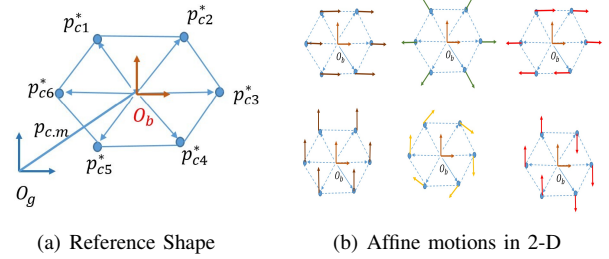 p*c1
p*c2
p*c6
p*c3
O_b
p_c.m
p*c5
p*c4
O_g
(a) Reference Shape
O_b
O_b
O_b
O_b
O_b
O_b
(b) Affine motions in 2-D